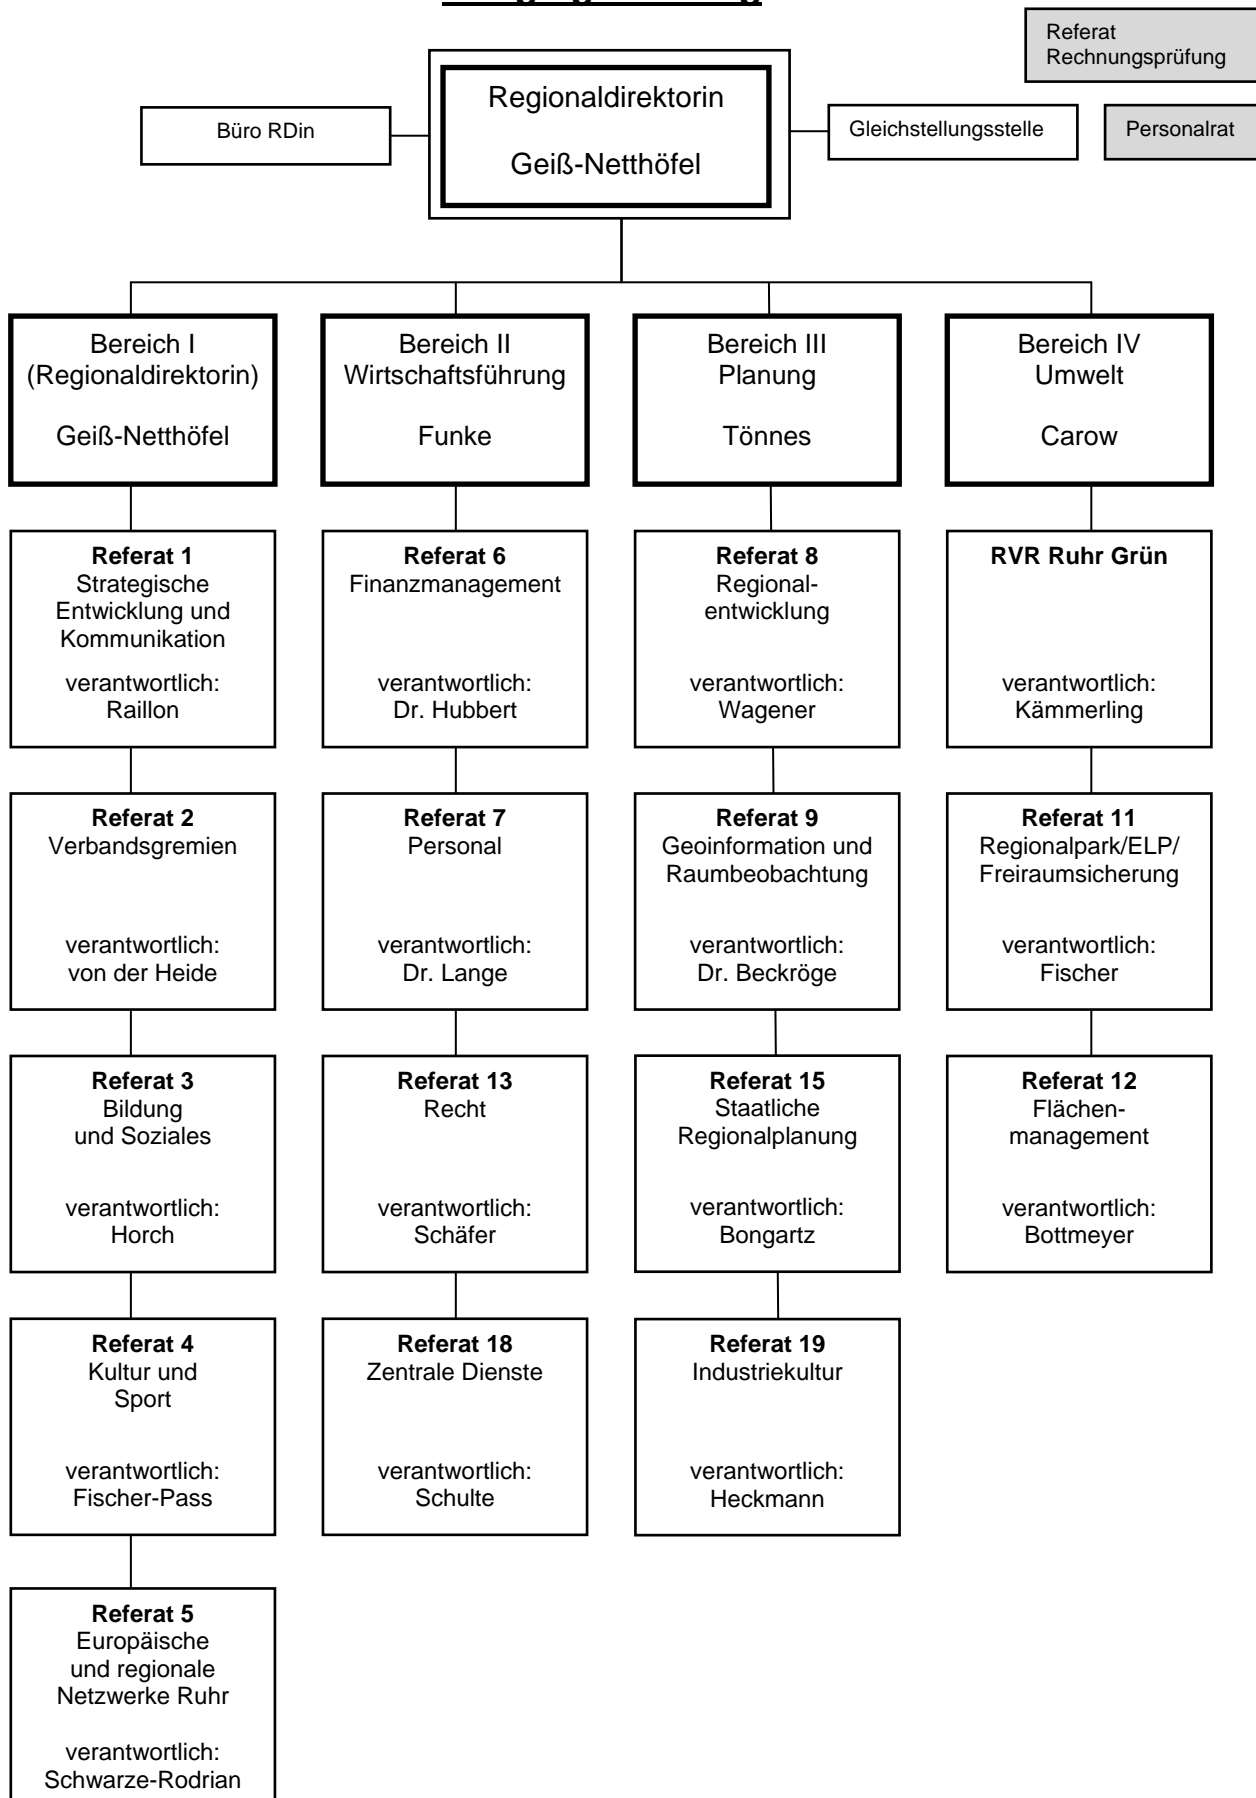 Referat
Rechnungsprüfung
Regionaldirektorin
Geiß-Netthöfel
Büro RDin
Gleichstellungsstelle
Personalrat
Bereich I
(Regionaldirektorin)
Geiß-Netthöfel
Bereich II
Wirtschaftsführung
Funke
Bereich III
Planung
Tönnes
Bereich IV
Umwelt
Carow
Referat 1
Strategische
Entwicklung und
Kommunikation
verantwortlich:
Raillon
Referat 6
Finanzmanagement
verantwortlich:
Dr. Hubbert
Referat 8
Regional-
entwicklung
verantwortlich:
Wagener
RVR Ruhr Grün
verantwortlich:
Kämmerling
Referat 2
Verbandsgremien
verantwortlich:
von der Heide
Referat 7
Personal
verantwortlich:
Dr. Lange
Referat 9
Geoinformation und
Raumbeobachtung
verantwortlich:
Dr. Beckröge
Referat 11
Regionalpark/ELP/
Freiraumsicherung
verantwortlich:
Fischer
Referat 3
Bildung
und Soziales
verantwortlich:
Horch
Referat 13
Recht
verantwortlich:
Schäfer
Referat 15
Staatliche
Regionalplanung
verantwortlich:
Bongartz
Referat 12
Flächen-
management
verantwortlich:
Bottmeyer
Referat 4
Kultur und
Sport
verantwortlich:
Fischer-Pass
Referat 18
Zentrale Dienste
verantwortlich:
Schulte
Referat 19
Industriekultur
verantwortlich:
Heckmann
Referat 5
Europäische
und regionale
Netzwerke Ruhr
verantwortlich:
Schwarze-Rodrian